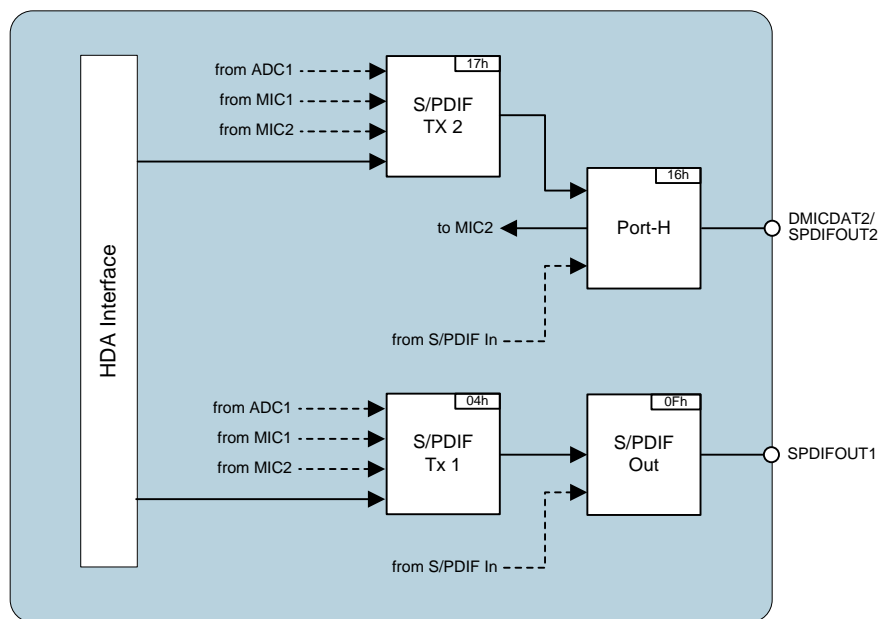 17h
from ADC1
from MIC1
from MIC2
S/PDIF
TX 2
16h
to MIC2
Port-H
DMICDAT2/
SPDIFOUT2
from S/PDIF In
HDA Interface
04h
from ADC1
from MIC1
from MIC2
S/PDIF
Tx 1
0Fh
S/PDIF
Out
SPDIFOUT1
from S/PDIF In